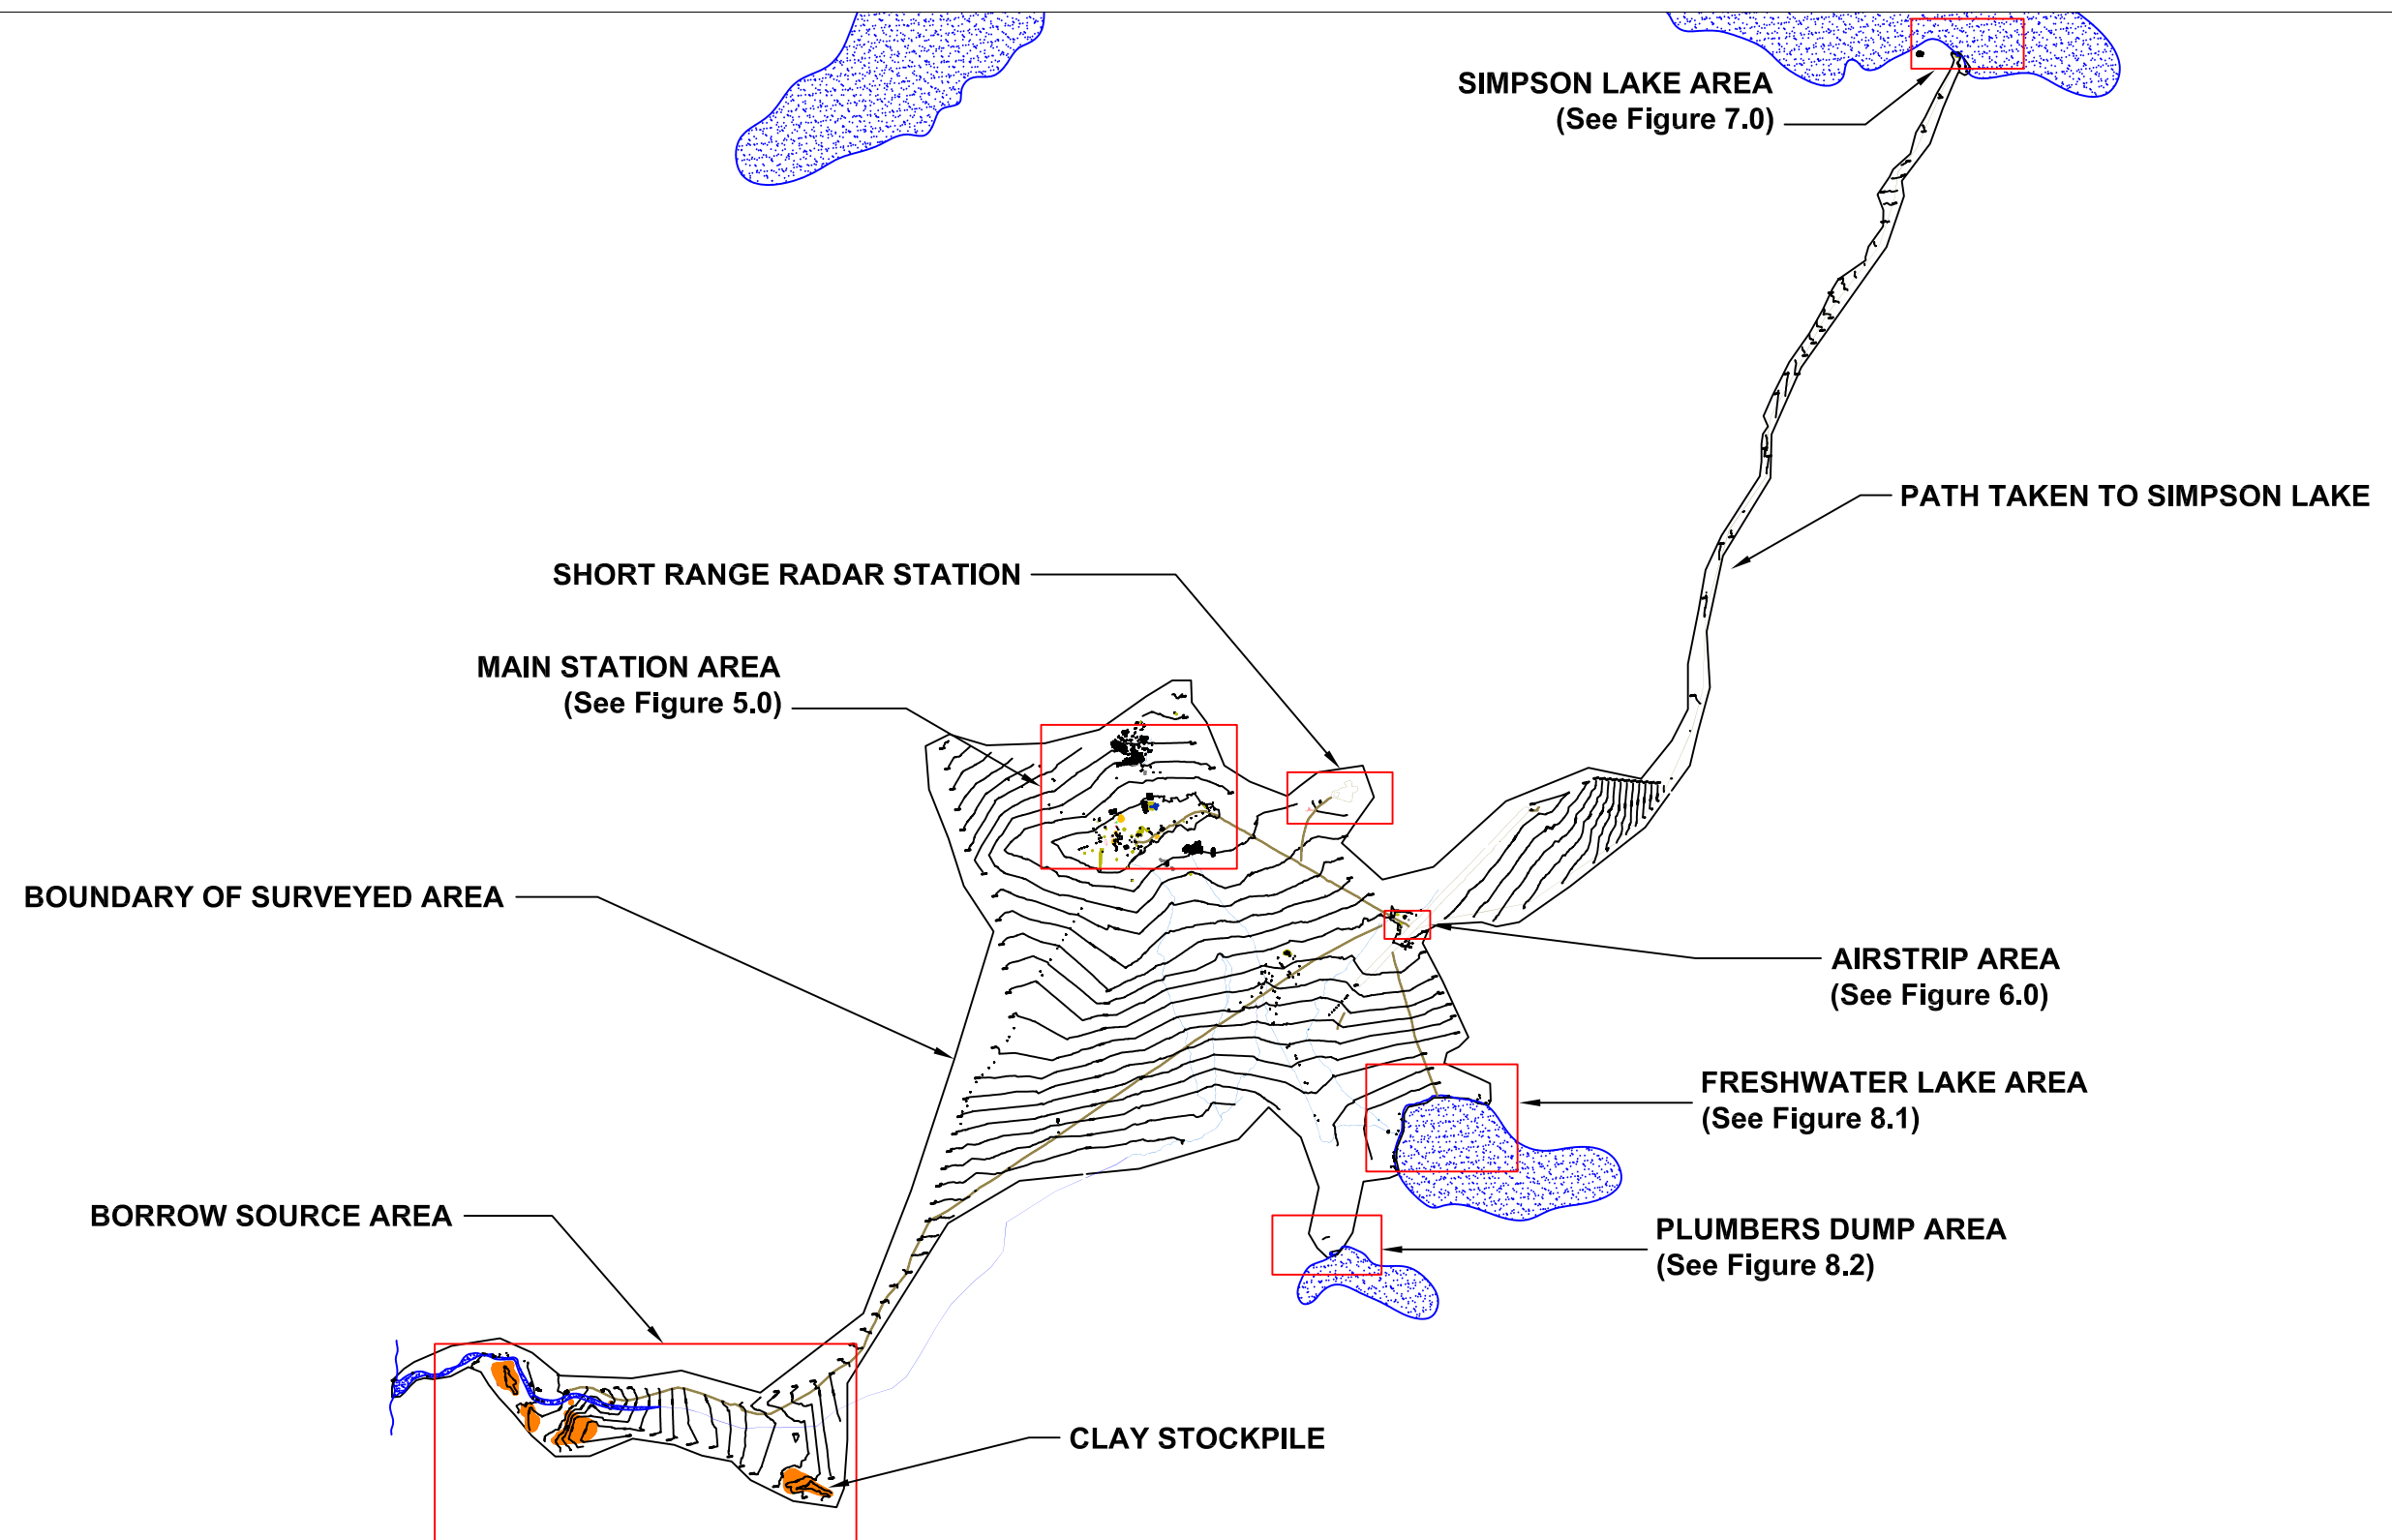 SIMPSON LAKE AREA
(See Figure 7.0)
PATH TAKEN TO SIMPSON LAKE
SHORT RANGE RADAR STATION
MAIN STATION AREA
(See Figure 5.0)
BOUNDARY OF SURVEYED AREA
AIRSTRIP AREA
(See Figure 6.0)
FRESHWATER LAKE AREA
(See Figure 8.1)
BORROW SOURCE AREA
PLUMBERS DUMP AREA
(See Figure 8.2)
CLAY STOCKPILE